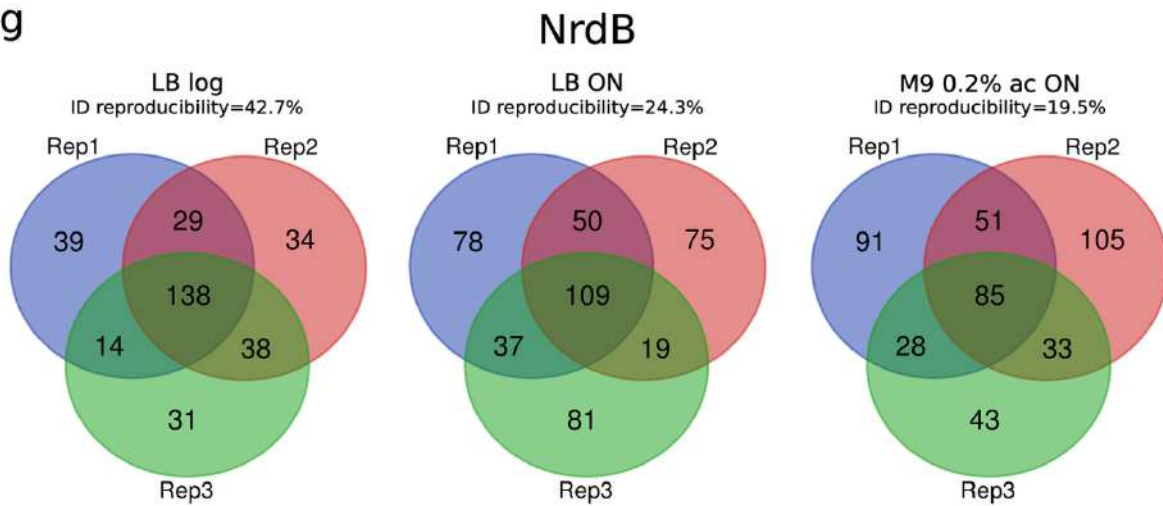 g
NrdB
LB log
ID reproducibility=42.7%
Rep1
Rep2
39
29
34
138
14
38
31
Rep3
LB ON
ID reproducibility=24.3%
Rep1
Rep2
78
50
75
109
37
19
81
Rep3
M9 0.2% ac ON
ID reproducibility=19.5%
Rep1
Rep2
91
51
105
85
28
33
43
Rep3